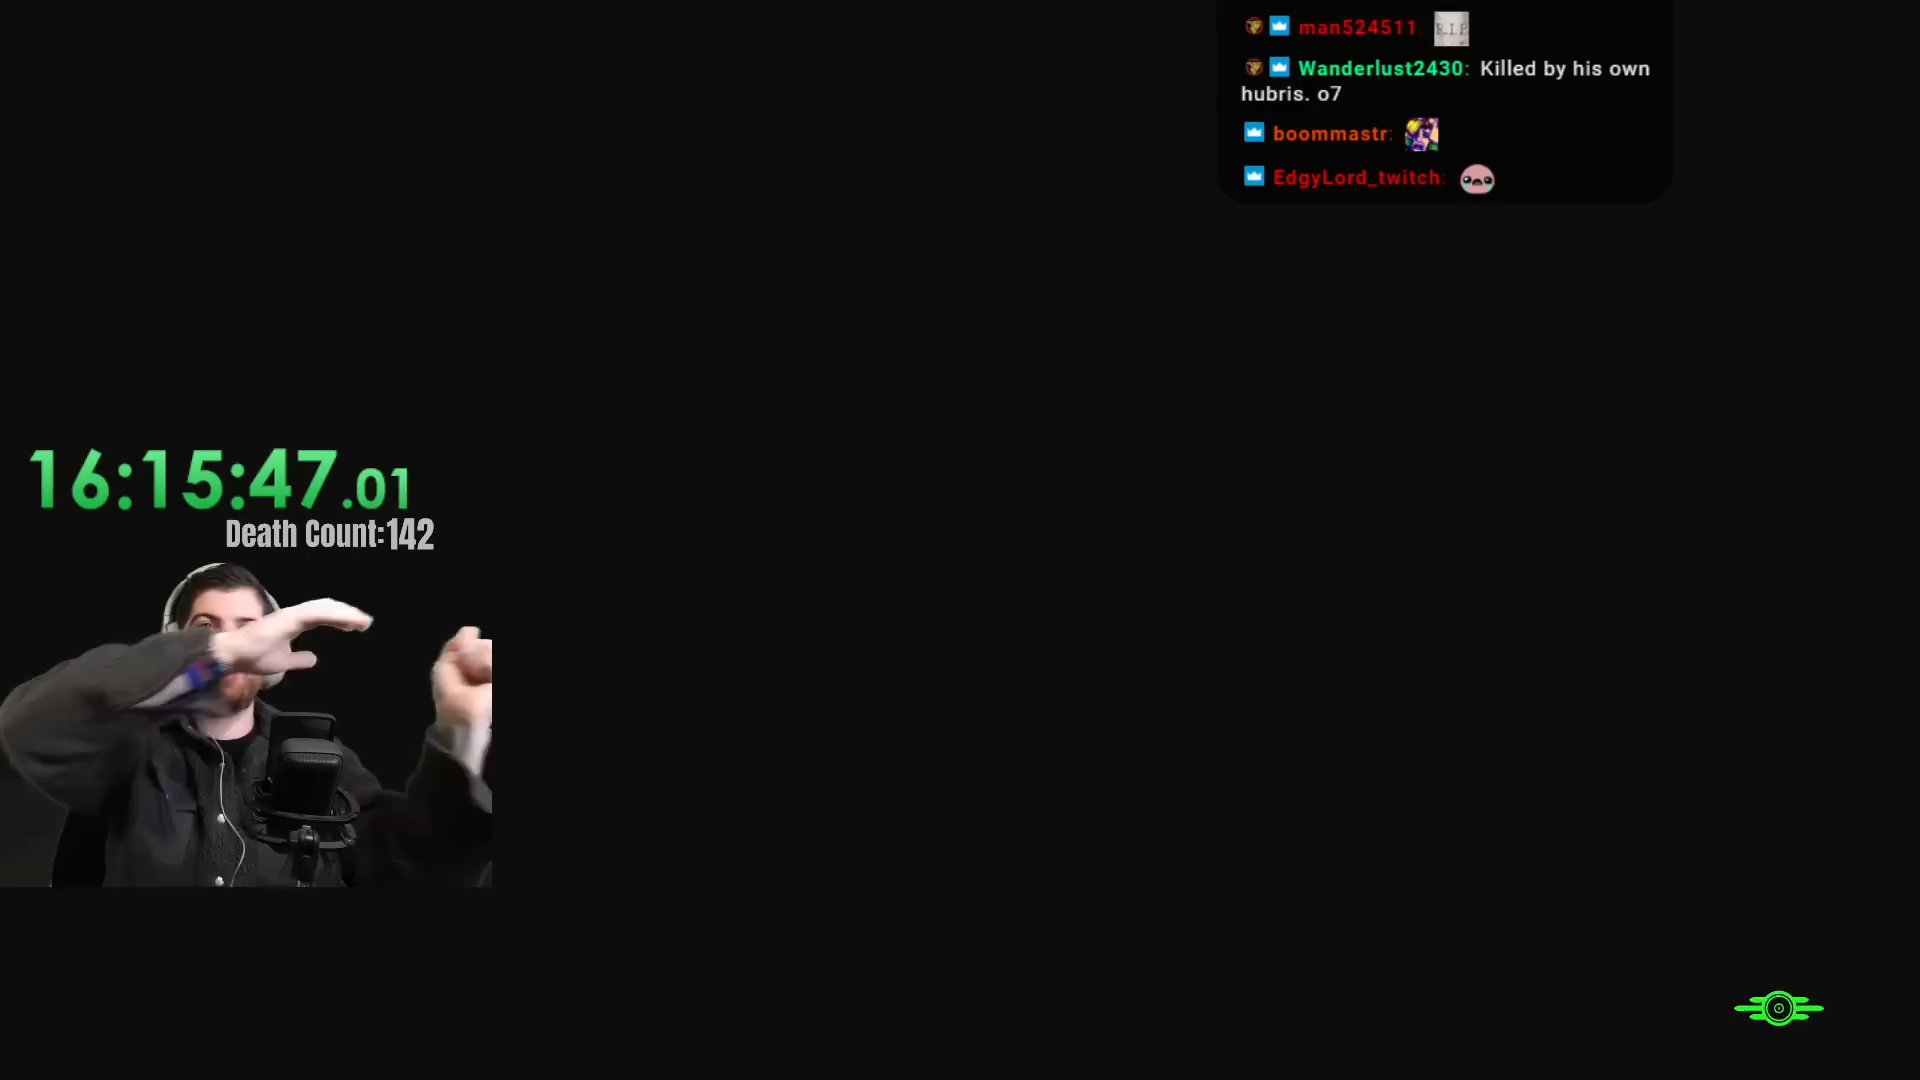 man524511: R.I.P
Wanderlust2430: Killed by his own
hubris. o7
boommastr:
EdgyLord_twitch:
16:15:47.01
Death Count:142